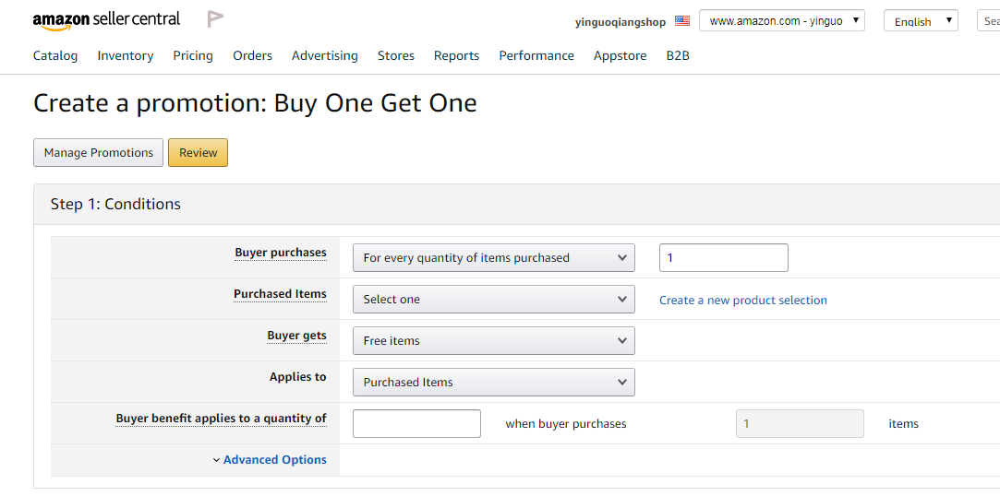 amazon seller central
yinguoqiangshop www.amazon.com - yinguo English Sea
Catalog Inventory Pricing Orders Advertising Stores Reports Performance Appstore B2B
Create a promotion: Buy One Get One
Manage Promotions Review
Step 1: Conditions
Buyer purchases For every quantity of items purchased 1
Purchased Items Select one Create a new product selection
Buyer gets Free items
Applies to Purchased Items
Buyer benefit applies to a quantity of when buyer purchases 1 items
Advanced Options